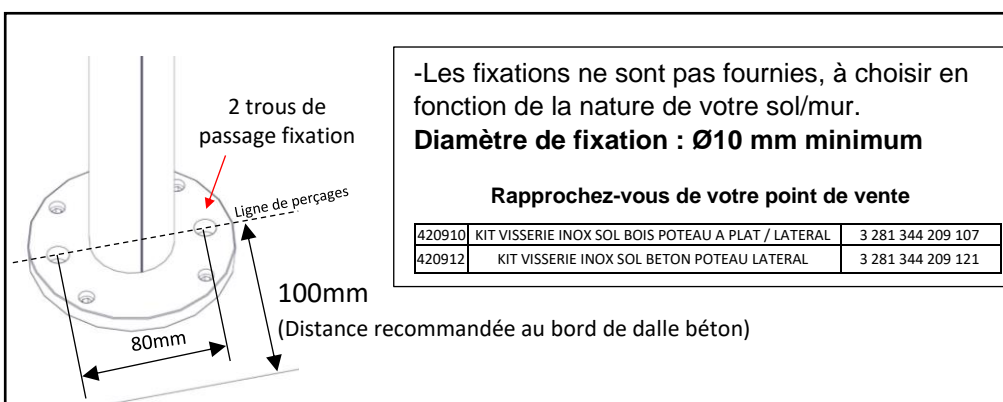 2 trous de
passage fixation
Ligne de perçages
100mm
(Distance recommandée au bord de dalle béton)
80mm
-Les fixations ne sont pas fournies, à choisir en
fonction de la nature de votre sol/mur.
Diamètre de fixation : Ø10 mm minimum
Rapprochez-vous de votre point de vente
420910 KIT VISSERIE INOX SOL BOIS POTEAU A PLAT / LATERAL 3 281 344 209 107
420912 KIT VISSERIE INOX SOL BETON POTEAU LATERAL 3 281 344 209 121